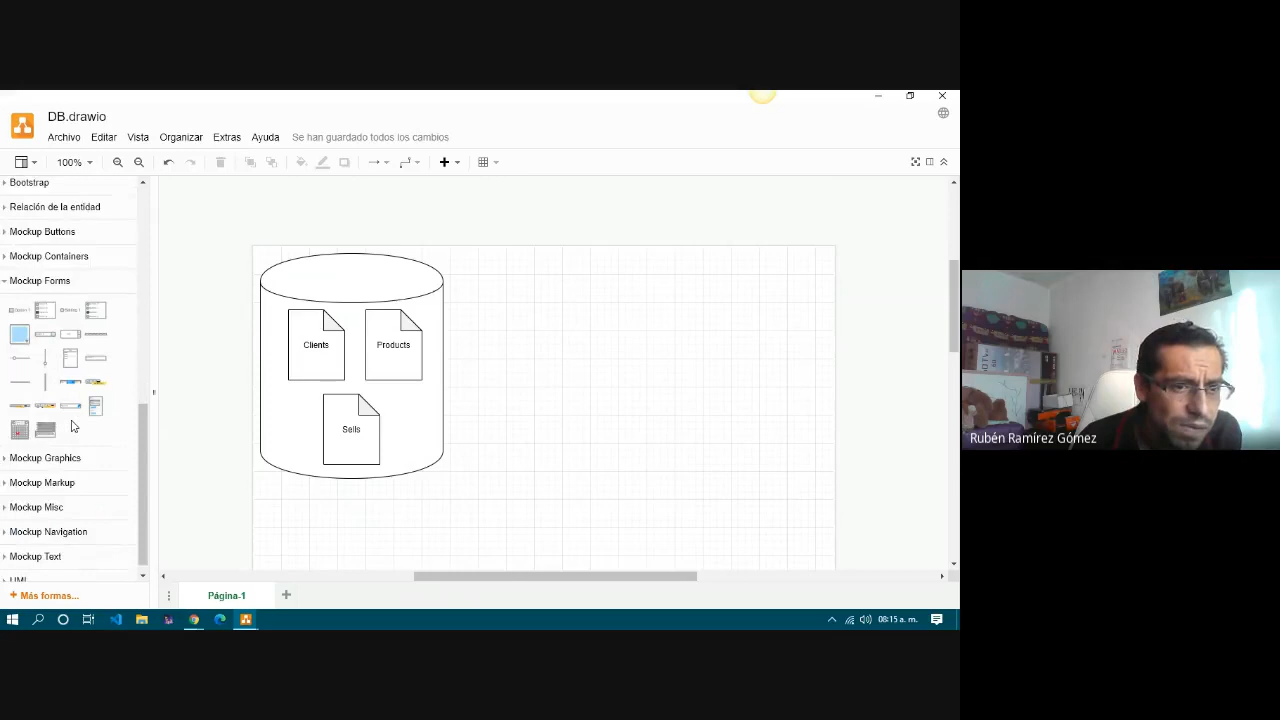 DB.drawio
Archivo Editar Vista Organizar Extras Ayuda Se han guardado todos los cambios
100%
Bootstrap
Relación de la entidad
Mockup Buttons
Mockup Containers
Mockup Forms
Mockup Graphics
Mockup Markup
Mockup Misc
Mockup Navigation
Mockup Text
UML
+ Más formas...
Clients
Products
Sells
Página-1
08:15 a. m.
Rubén Ramírez Gómez